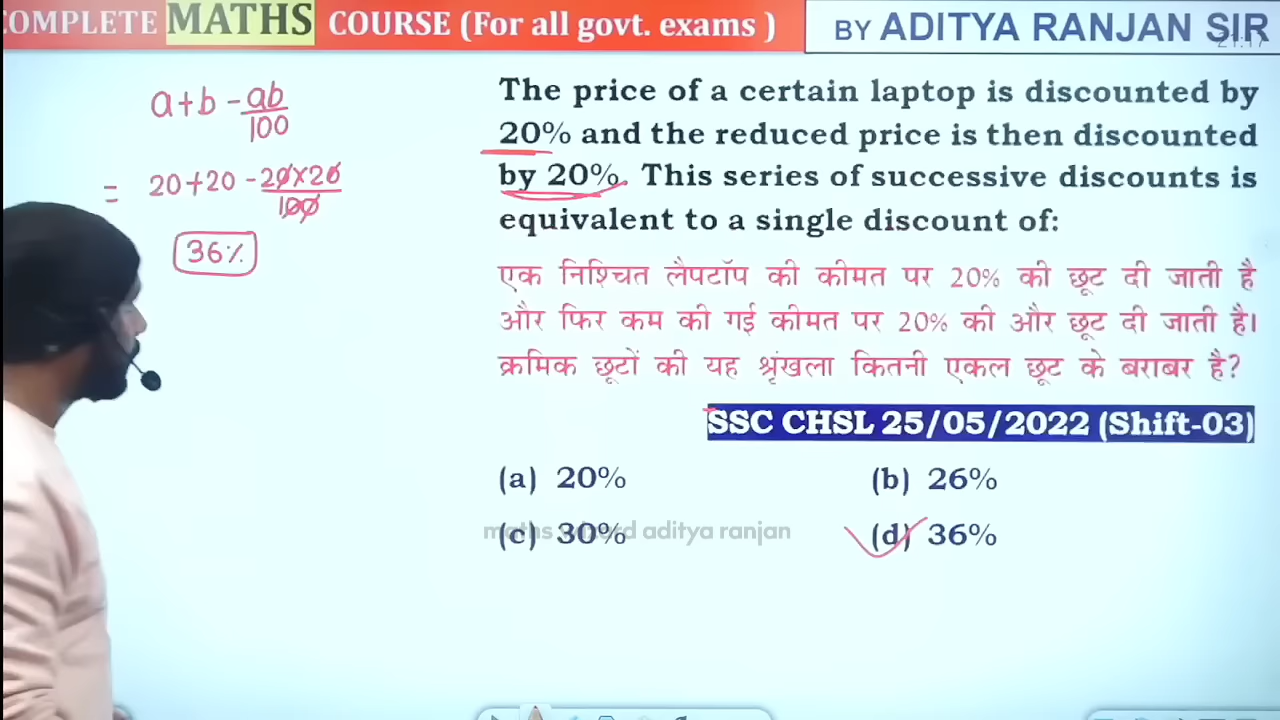 COMPLETE MATHS COURSE (For all govt. exams )
BY ADITYA RANJAN SIR
21:17
a+b - ab/100
= 20+20 - 20×20/100
36%
The price of a certain laptop is discounted by
20% and the reduced price is then discounted
by 20%. This series of successive discounts is
equivalent to a single discount of:
एक निश्चित लैपटॉप की कीमत पर 20% की छूट दी जाती है
और फिर कम की गई कीमत पर 20% की और छूट दी जाती है।
क्रमिक छूटों की यह श्रृंखला कितनी एकल छूट के बराबर है?
SSC CHSL 25/05/2022 (Shift-03)
(a) 20% (b) 26%
(c) 30% (d) 36%
maths wizard aditya ranjan